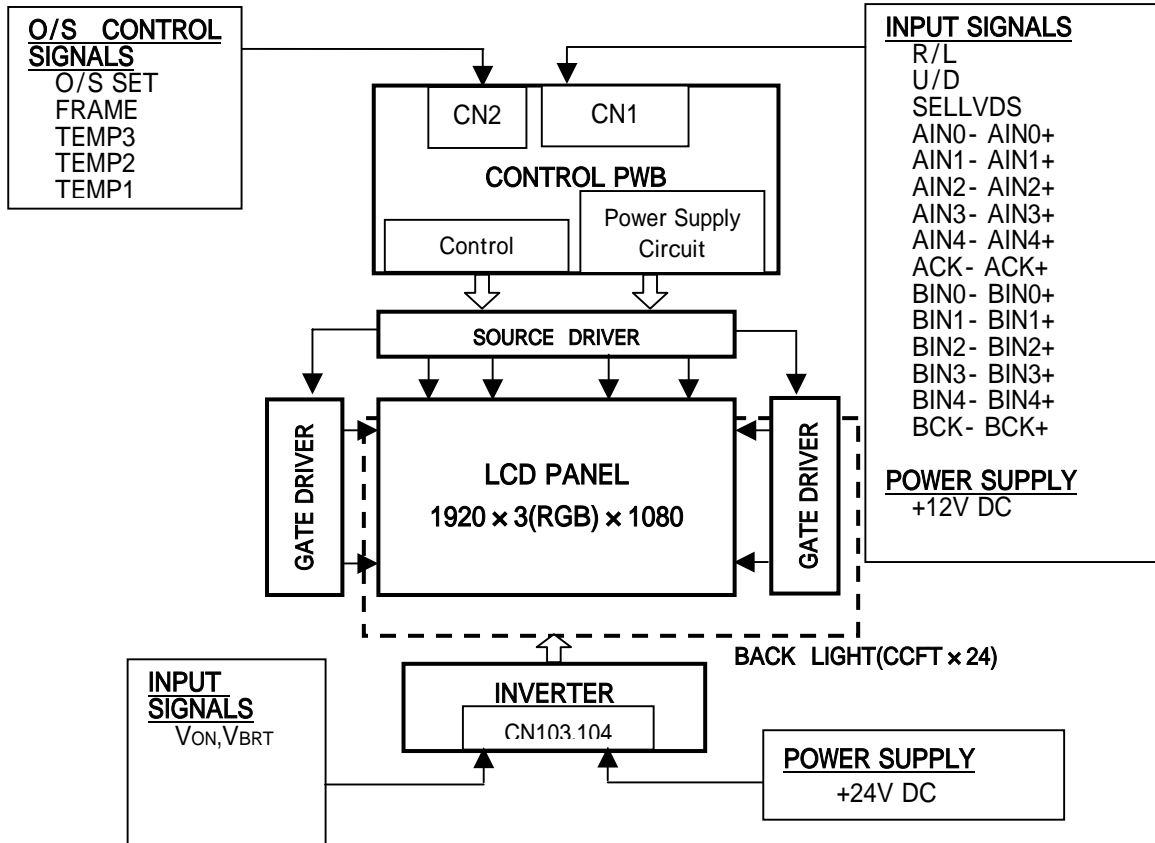 O/S CONTROL
SIGNALS
O/S SET
FRAME
TEMP3
TEMP2
TEMP1
CN2
CN1
CONTROL PWB
Control
Power Supply
Circuit
INPUT SIGNALS
R/L
U/D
SELLVDS
AIN0- AIN0+
AIN1- AIN1+
AIN2- AIN2+
AIN3- AIN3+
AIN4- AIN4+
ACK- ACK+
BIN0- BIN0+
BIN1- BIN1+
BIN2- BIN2+
BIN3- BIN3+
BIN4- BIN4+
BCK- BCK+
POWER SUPPLY
+12V DC
SOURCE DRIVER
GATE DRIVER
LCD PANEL
1920 × 3(RGB) × 1080
GATE DRIVER
BACK LIGHT(CCFT × 24)
INPUT
SIGNALS
VON,VBRT
INVERTER
CN103.104
POWER SUPPLY
+24V DC